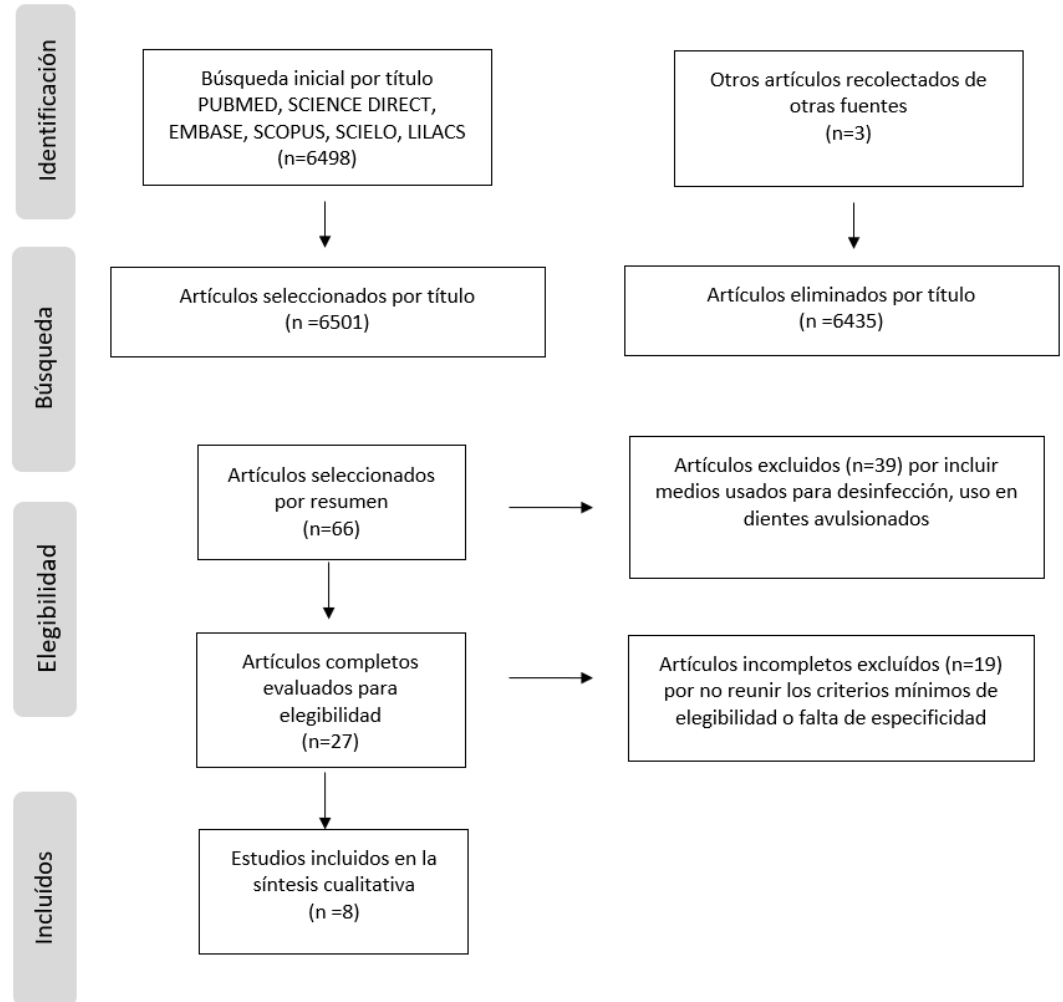 Identificación
Búsqueda inicial por título
PUBMED, SCIENCE DIRECT,
EMBASE, SCOPUS, SCIELO, LILACS
(n=6498)
Otros artículos recolectados de
otras fuentes
(n=3)
Búsqueda
Artículos seleccionados por título
(n =6501)
Artículos eliminados por título
(n =6435)
Elegibilidad
Artículos seleccionados
por resumen
(n=66)
Artículos excluidos (n=39) por incluir
medios usados para desinfección, uso en
dientes avulsionados
Artículos completos
evaluados para
elegibilidad
(n=27)
Artículos incompletos excluídos (n=19)
por no reunir los criterios mínimos de
elegibilidad o falta de especificidad
Incluídos
Estudios incluidos en la
síntesis cualitativa
(n =8)